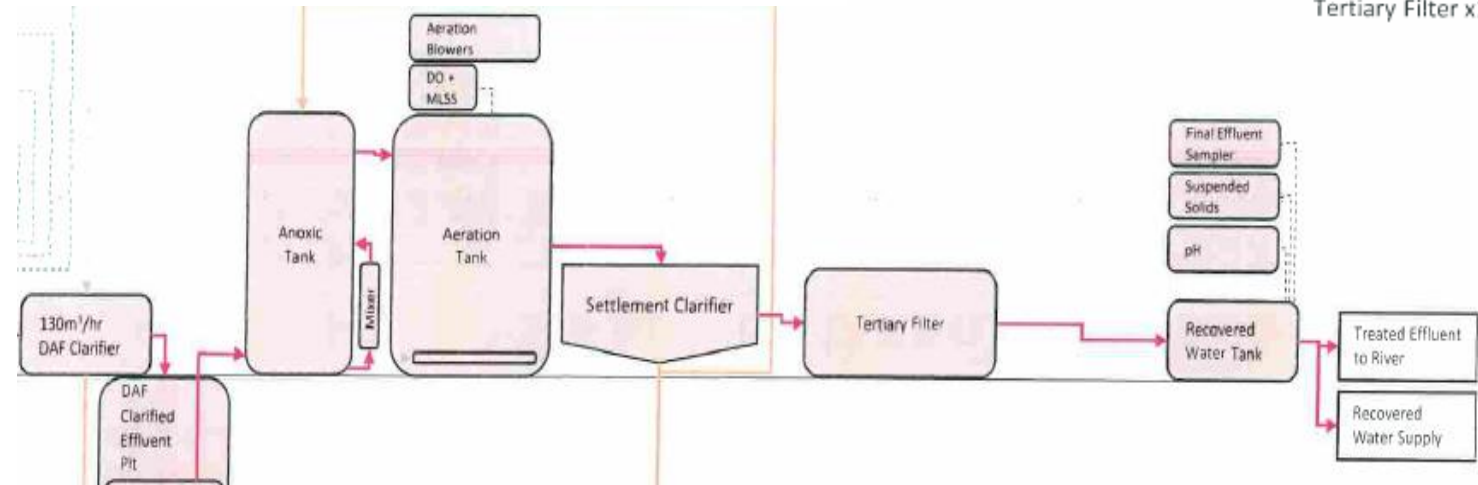 Tertiary Filter x
Aeration
Blowers
DO +
MLSS
Anoxic
Tank
Mixer
Aeration
Tank
Settlement Clarifier
Tertiary Filter
Final Effluent
Sampler
Suspended
Solids
pH
Recovered
Water Tank
Treated Effluent
to River
Recovered
Water Supply
130m³/hr
DAF Clarifier
DAF
Clarified
Effluent
Pit